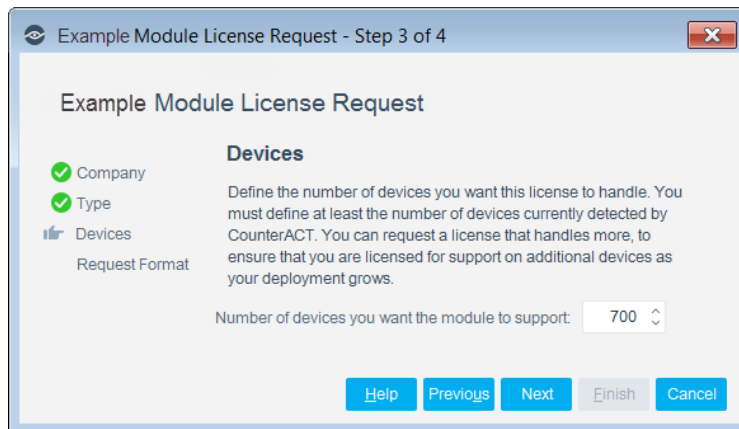 Example Module License Request - Step 3 of 4
Example Module License Request
Company
Type
Devices
Request Format
Devices
Define the number of devices you want this license to handle. You
must define at least the number of devices currently detected by
CounterACT. You can request a license that handles more, to
ensure that you are licensed for support on additional devices as
your deployment grows.
Number of devices you want the module to support: 700
Help Previous Next Finish Cancel